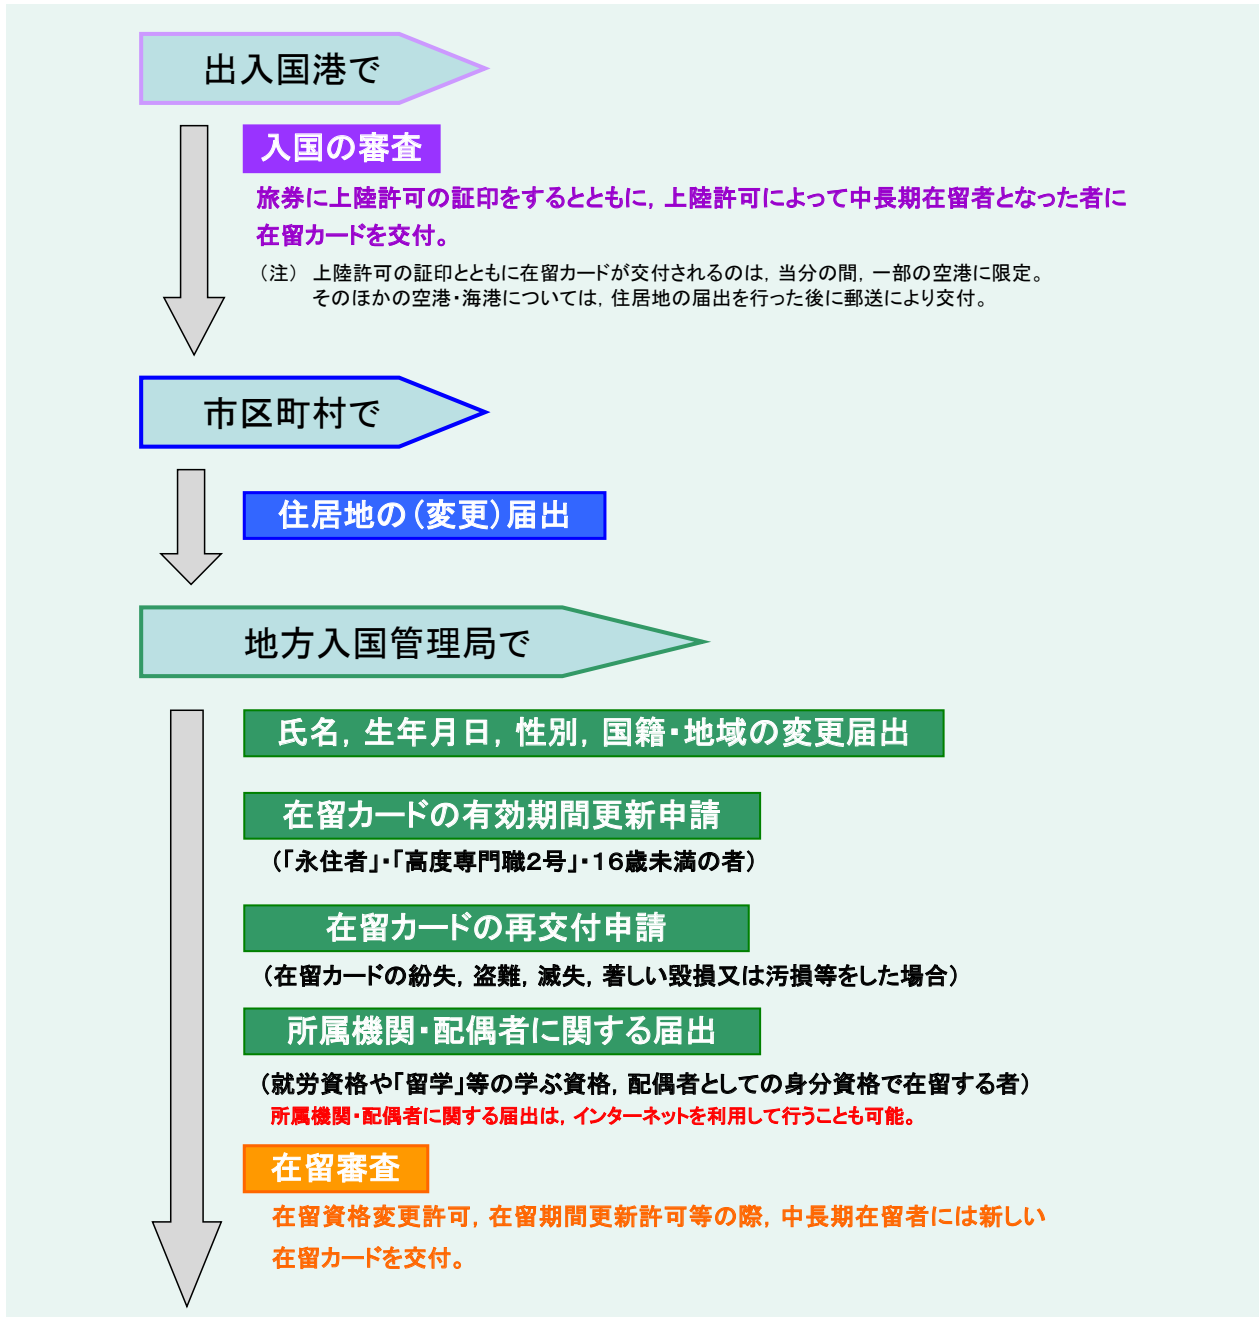 出入国港で
入国の審査
旅券に上陸許可の証印をするとともに，上陸許可によって中長期在留者となった者に
在留カードを交付。
（注）　上陸許可の証印とともに在留カードが交付されるのは，当分の間，一部の空港に限定。
そのほかの空港・海港については，住居地の届出を行った後に郵送により交付。
市区町村で
住居地の（変更）届出
地方入国管理局で
氏名，生年月日，性別，国籍・地域の変更届出
在留カードの有効期間更新申請
（「永住者」・「高度専門職２号」・１６歳未満の者）
在留カードの再交付申請
（在留カードの紛失，盗難，滅失，著しい毀損又は汚損等をした場合）
所属機関・配偶者に関する届出
（就労資格や「留学」等の学ぶ資格，配偶者としての身分資格で在留する者）
所属機関・配偶者に関する届出は，インターネットを利用して行うことも可能。
在留審査
在留資格変更許可，在留期間更新許可等の際，中長期在留者には新しい
在留カードを交付。